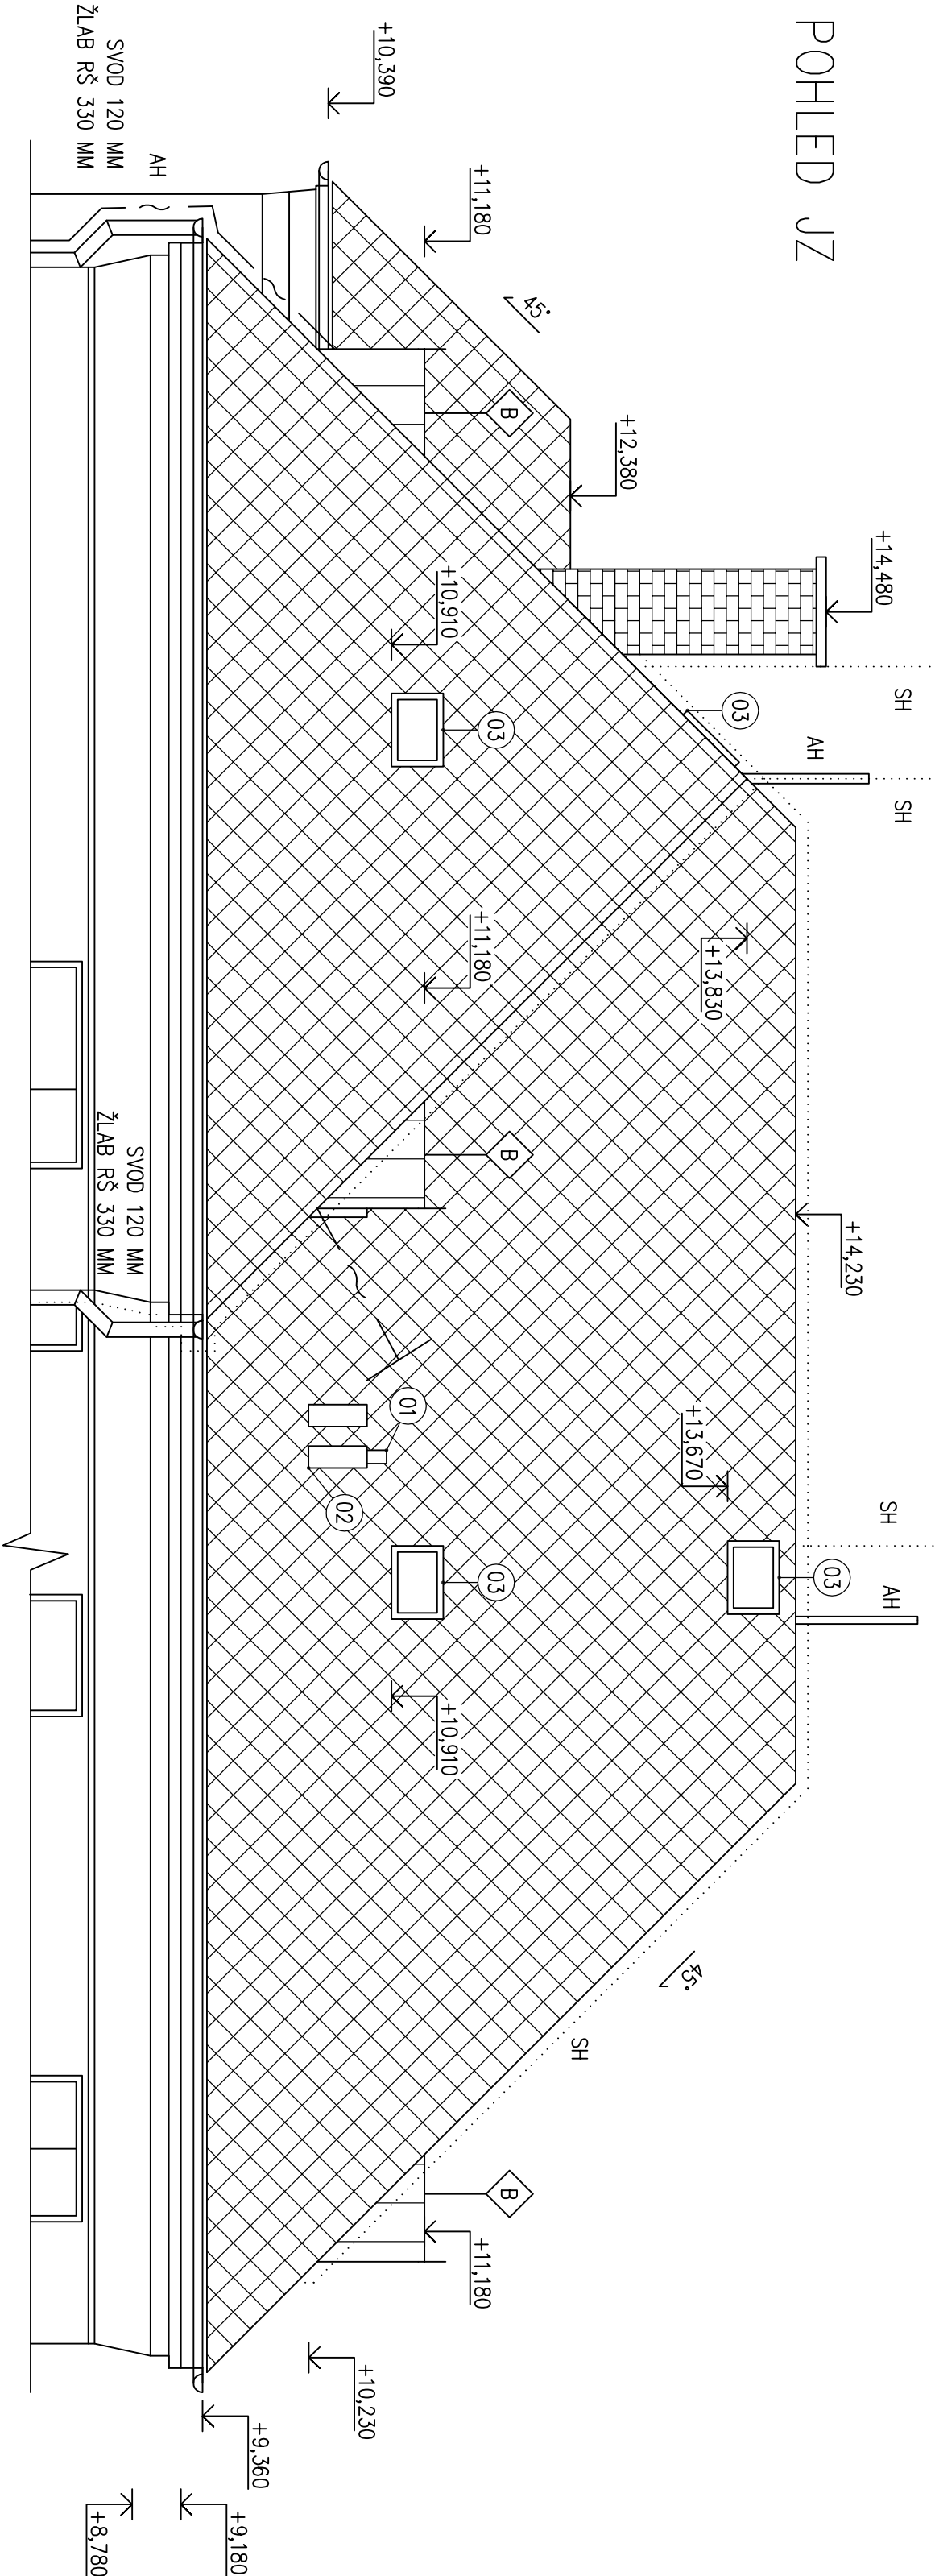 POHLED JZ
+14,480
SH
AH
SH
+14,230
SH
AH
03
+12,380
03
+13,830
+13,670
03
45°
45°
SH
+10,390
+11,180
B
+10,910
03
+11,180
B
01
02
03
+10,910
B
+11,180
+10,230
+9,360
+9,180
+8,780
AH
SVOD 120 MM
ŽLAB RŠ 330 MM
SVOD 120 MM
ŽLAB RŠ 330 MM